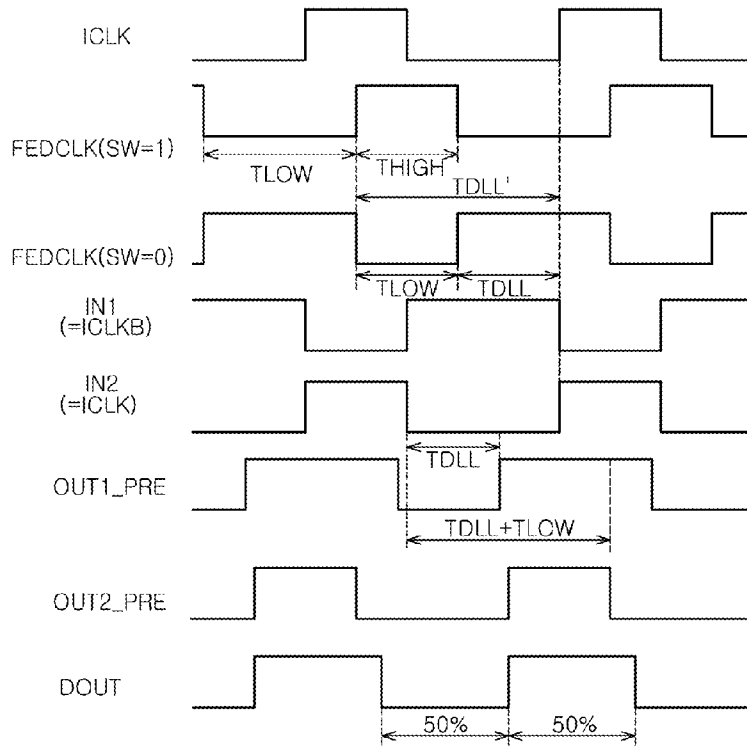 ICLK
FEDCLK(SW=1)
TLOW
THIGH
TDLL'
FEDCLK(SW=0)
TLOW
TDLL
IN1
(=ICLKB)
IN2
(=ICLK)
TDLL
OUT1_PRE
TDLL+TLOW
OUT2_PRE
DOUT
50%
50%